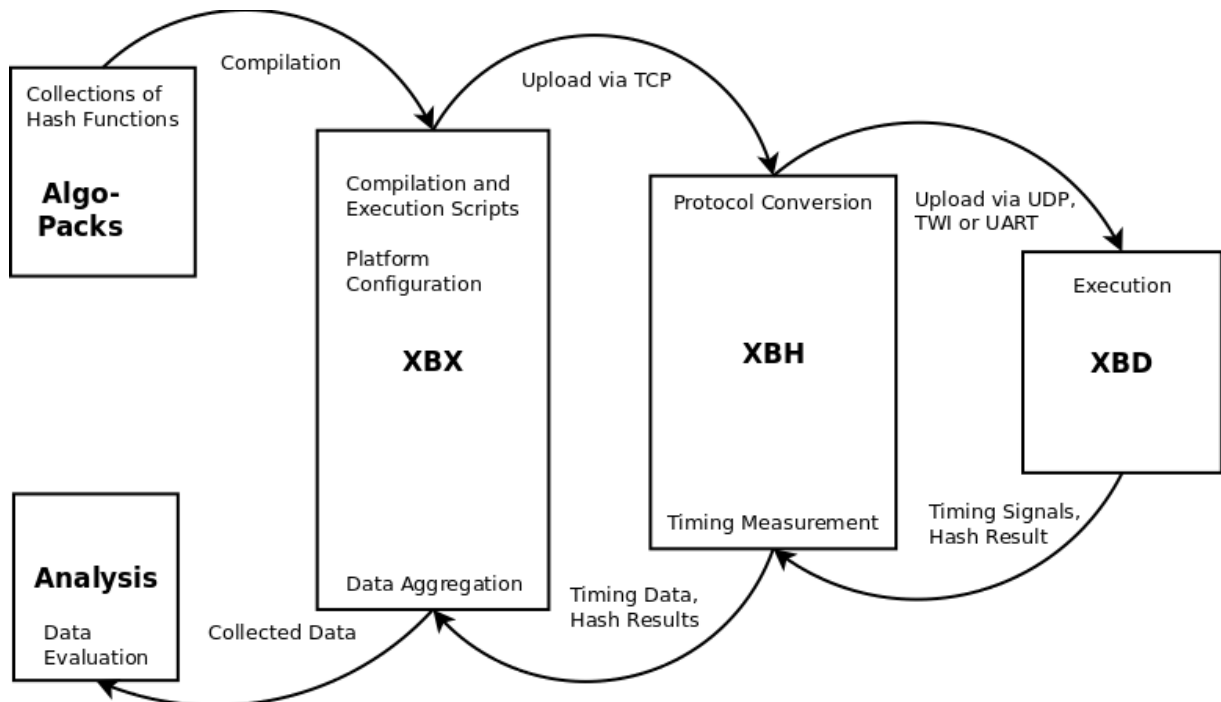 Compilation
Collections of
Hash Functions
Algo-
Packs
Upload via TCP
Compilation and
Execution Scripts
Platform
Configuration
XBX
Data Aggregation
Protocol Conversion
XBH
Timing Measurement
Upload via UDP,
TWI or UART
Execution
XBD
Timing Signals,
Hash Result
Timing Data,
Hash Results
Collected Data
Analysis
Data
Evaluation